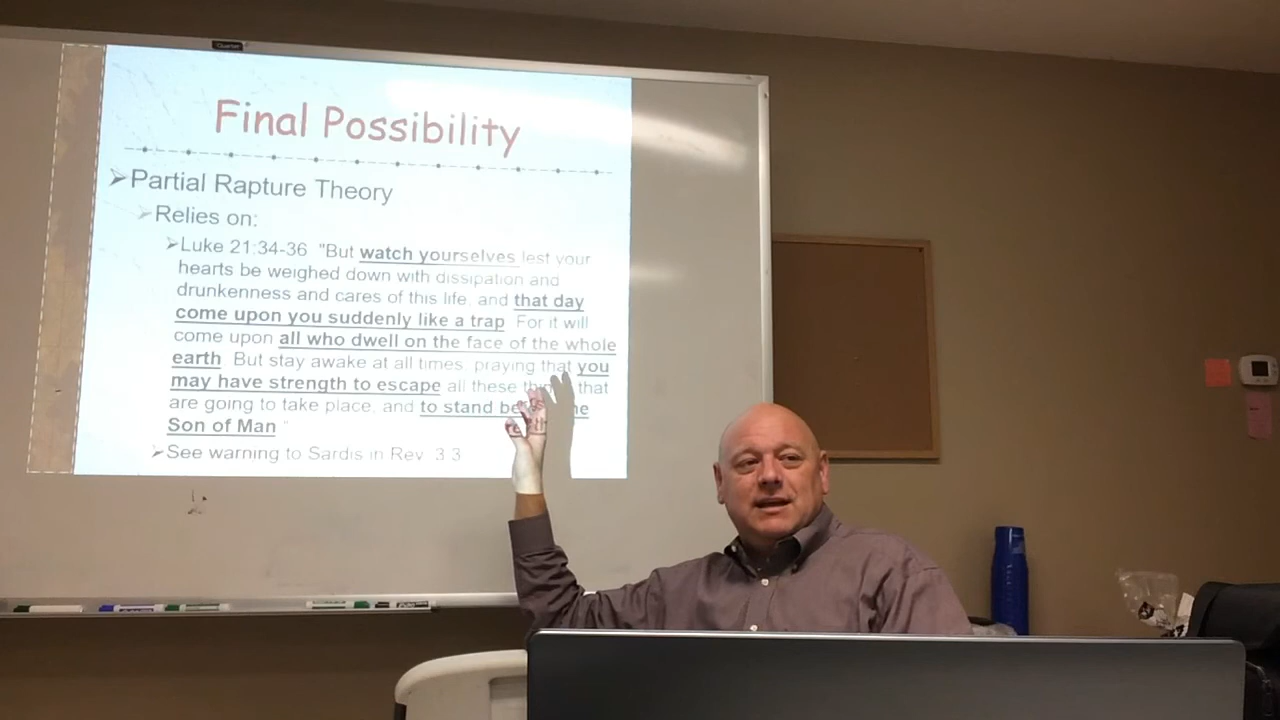 Quartet
Final Possibility
Partial Rapture Theory
Relies on:
Luke 21:34-36 "But watch yourselves lest your
hearts be weighed down with dissipation and
drunkenness and cares of this life, and that day
come upon you suddenly like a trap. For it will
come upon all who dwell on the face of the whole
earth. But stay awake at all times, praying that you
may have strength to escape all these that
are going to take place, and to stand
Son of Man."
See warning to Sardis in Rev. 3:3